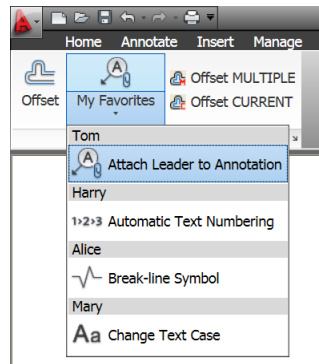 Home Annotate Insert Manage
Offset
My Favorites
Offset MULTIPLE
Offset CURRENT
Tom
A Attach Leader to Annotation
Harry
1›2›3 Automatic Text Numbering
Alice
Break-line Symbol
Mary
Aa Change Text Case